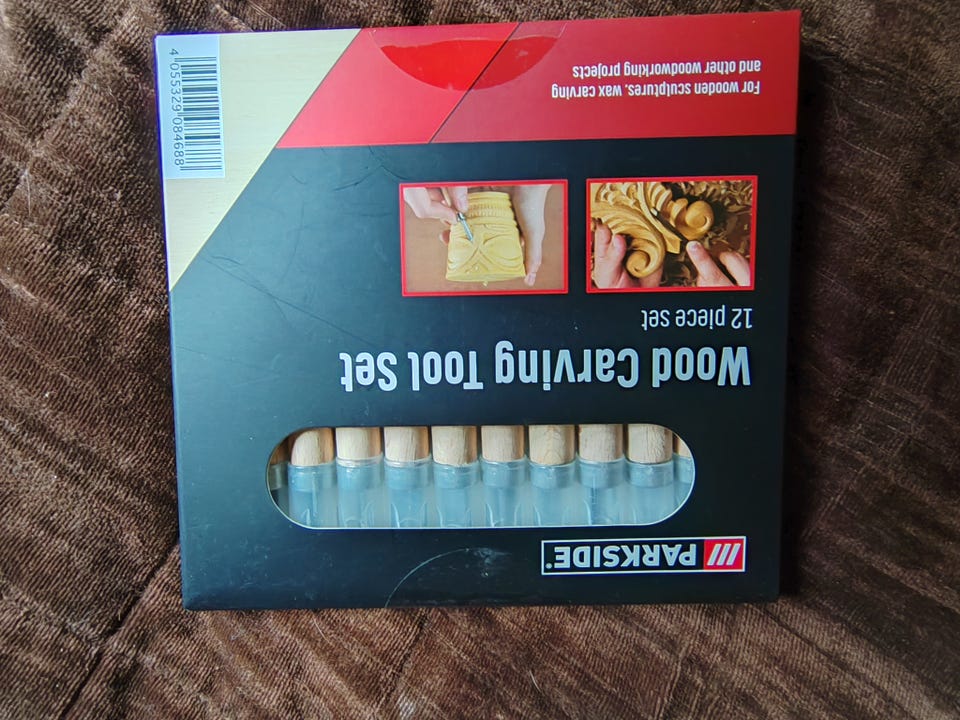 PARKSIDE®
Wood Carving Tool Set
12 piece set
For wooden sculptures, wax carving
and other woodworking projects
4 055329 084688